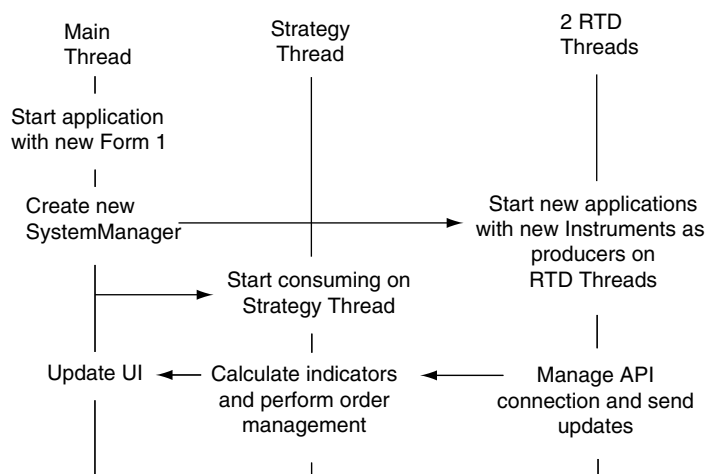 Main
Thread
Strategy
Thread
2 RTD
Threads
Start application
with new Form 1
Create new
SystemManager
Start new applications
with new Instruments as
producers on
RTD Threads
Start consuming on
Strategy Thread
Update UI
Calculate indicators
and perform order
management
Manage API
connection and send
updates